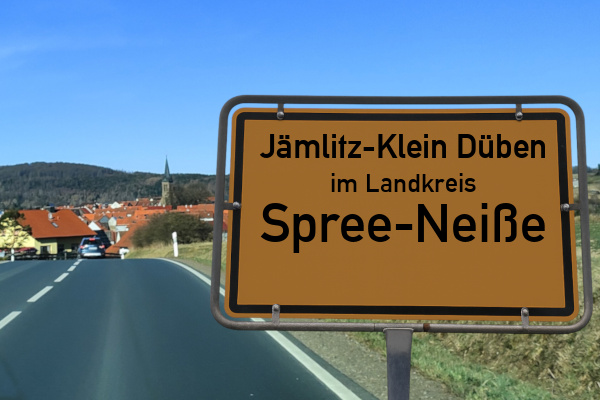 Jämlitz-Klein Düben
im Landkreis
Spree-Neiße